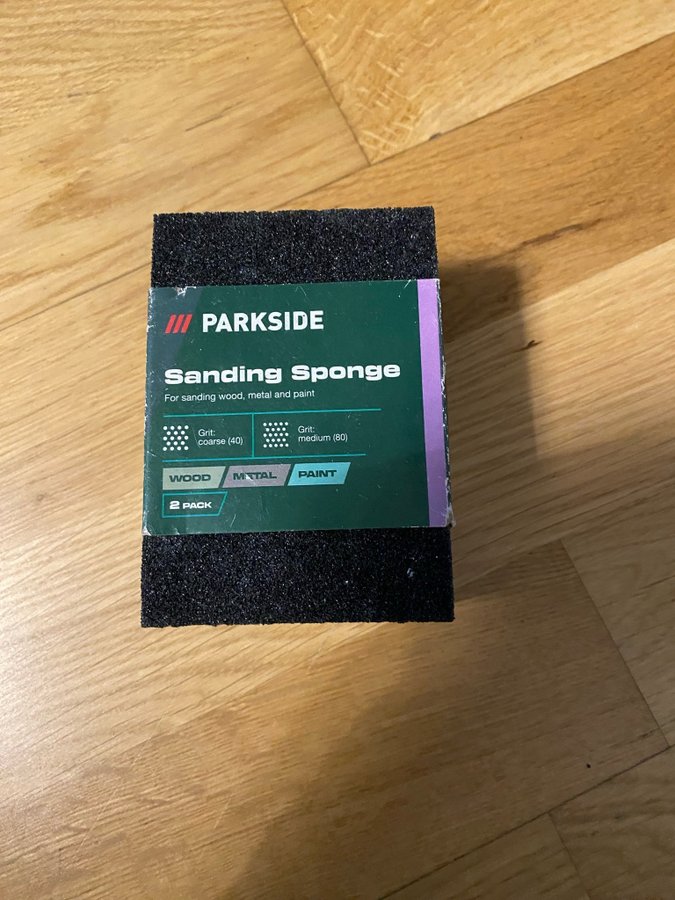 PARKSIDE
Sanding Sponge
For sanding wood, metal and paint
Grit:
coarse (40)
Grit:
medium (80)
WOOD METAL PAINT
2 PACK